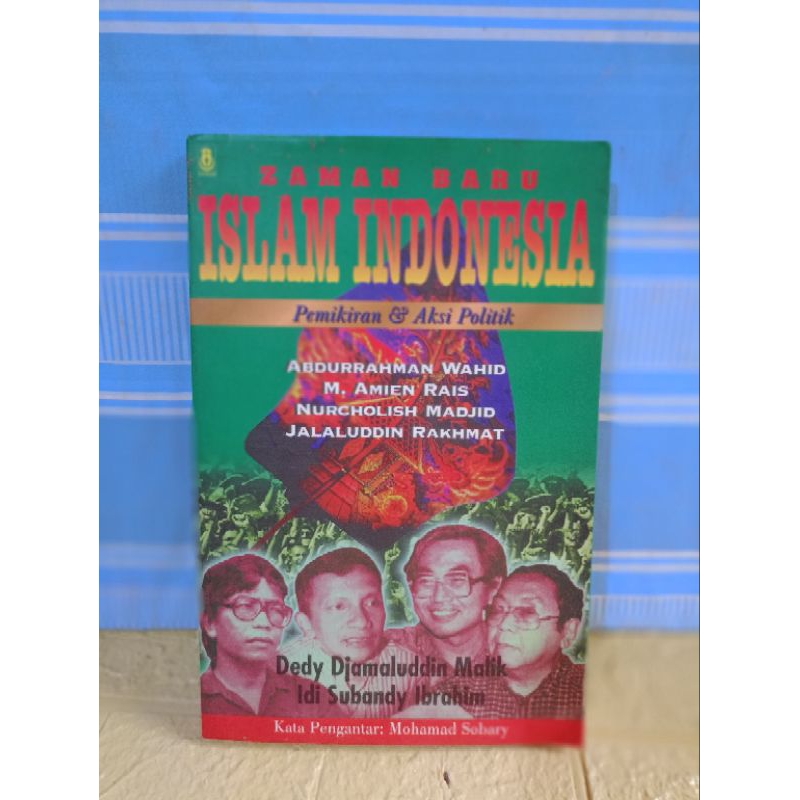 ZAMAN BARU
ISLAM INDONESIA
Pemikiran & Aksi Politik
ABDURRAHMAN WAHID
M. AMIEN RAIS
NURCHOLISH MADJID
JALALUDDIN RAKHMAT
Dedy Djamaluddin Malik
Idi Subandy Ibrahim
Kata Pengantar: Mohamad Sobary